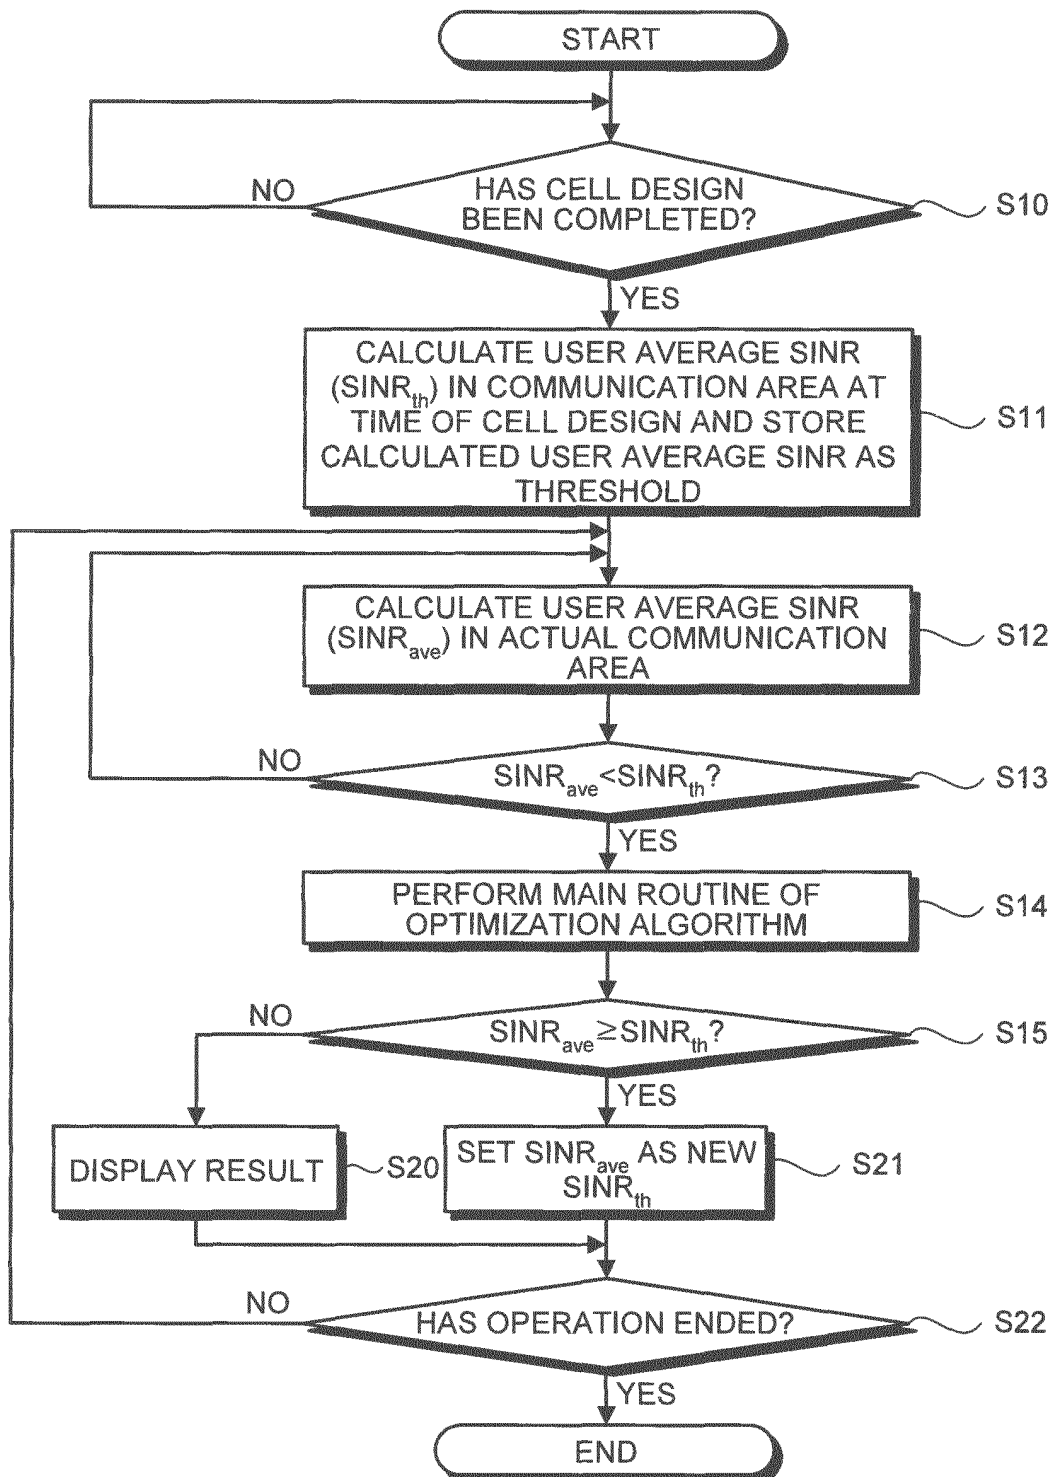 START
NO
HAS CELL DESIGN
BEEN COMPLETED?
S10
YES
CALCULATE USER AVERAGE SINR
(SINRth) IN COMMUNICATION AREA AT
TIME OF CELL DESIGN AND STORE
CALCULATED USER AVERAGE SINR AS
THRESHOLD
S11
CALCULATE USER AVERAGE SINR
(SINRave) IN ACTUAL COMMUNICATION
AREA
S12
NO
SINRave<SINRth?
S13
YES
PERFORM MAIN ROUTINE OF
OPTIMIZATION ALGORITHM
S14
NO
SINRave≧SINRth?
S15
YES
DISPLAY RESULT
S20
SET SINRave AS NEW
SINRth
S21
NO
HAS OPERATION ENDED?
S22
YES
END